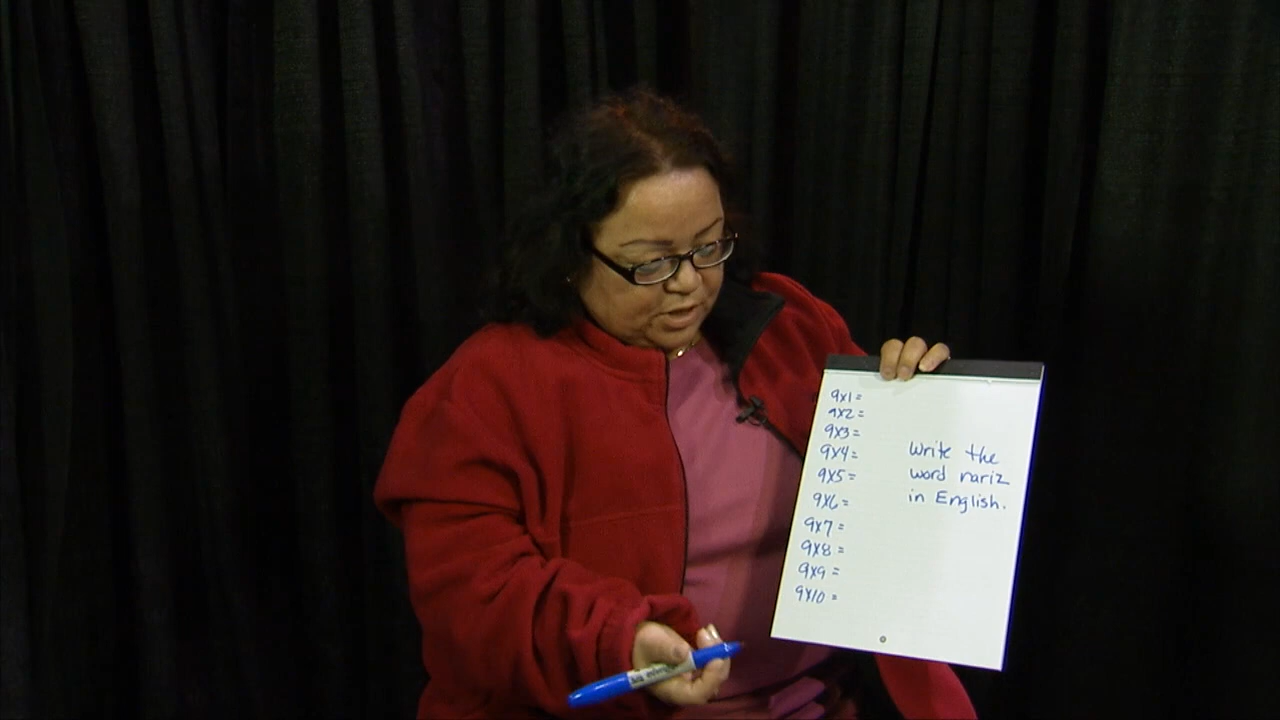 9x1=
9x2=
9x3=
9x4=
9x5=
9x6=
9x7=
9x8=
9x9=
9x10=
Write the
word nariz
in English.